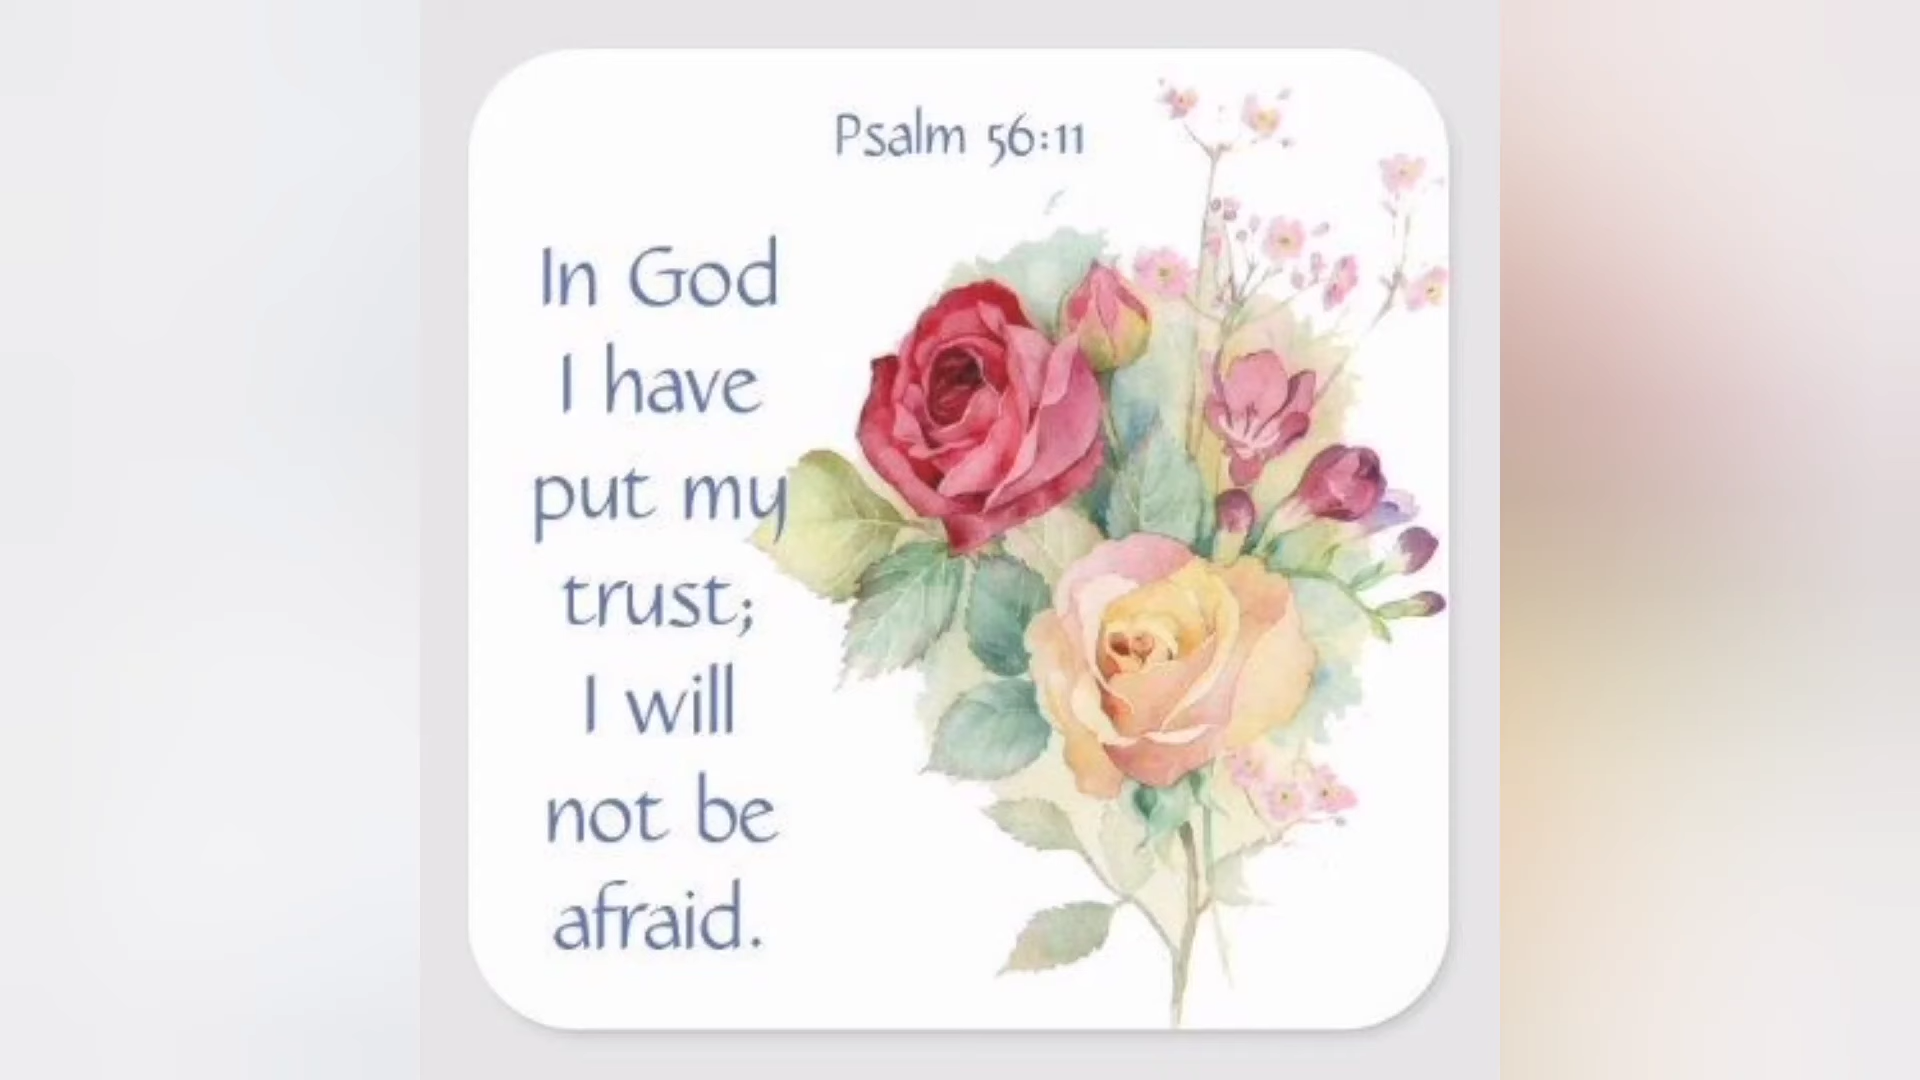 Psalm 56:11
In God
I have
put my
trust;
I will
not be
afraid.